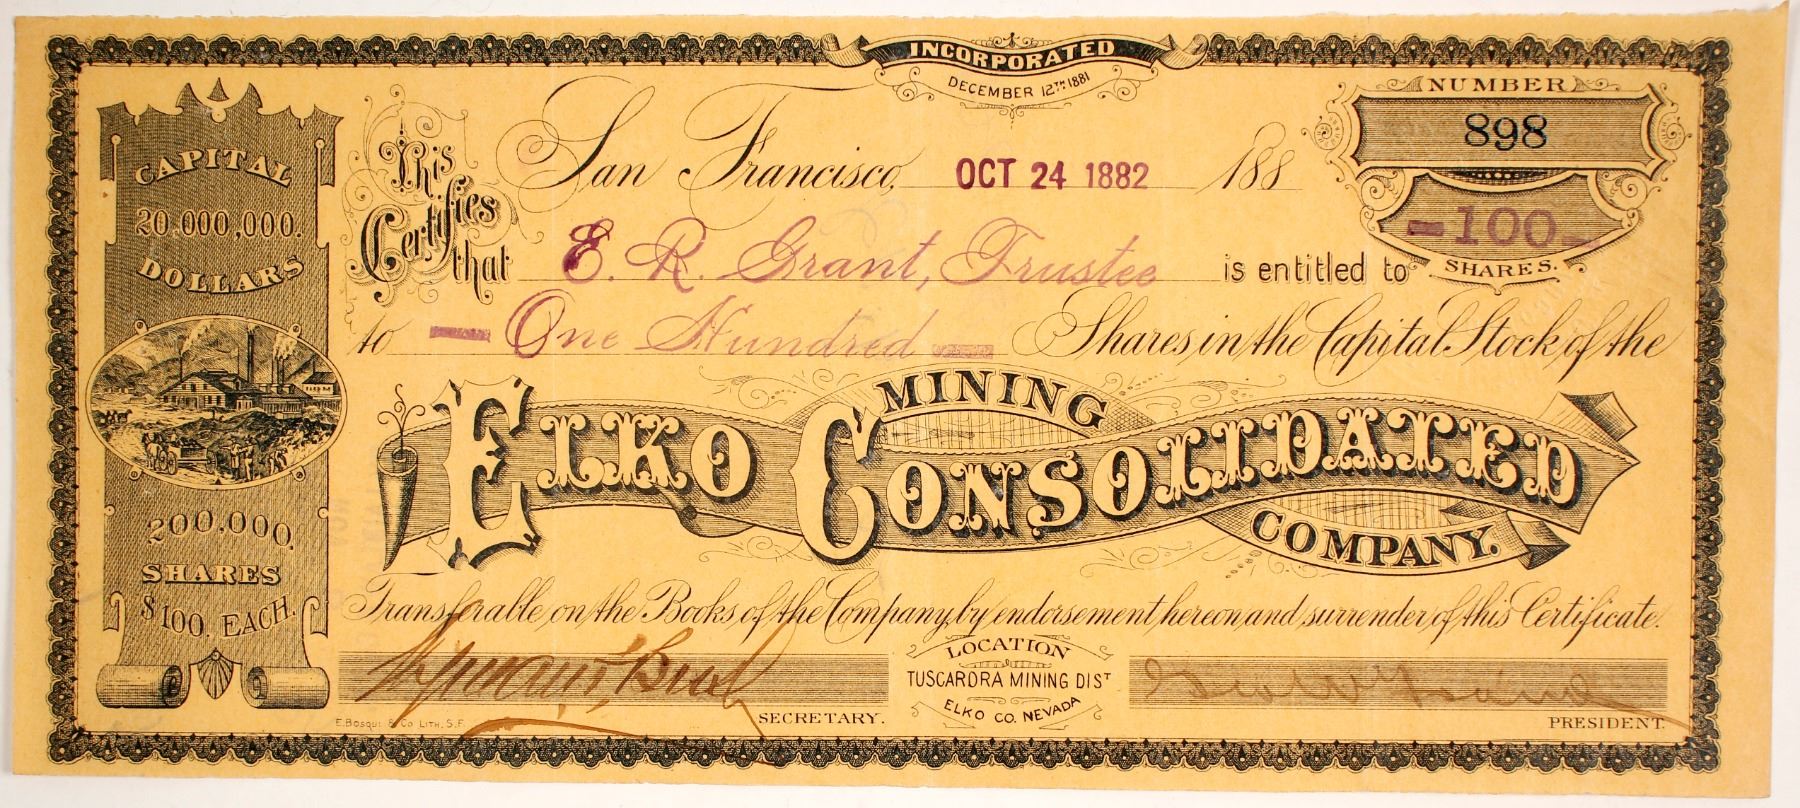 INCORPORATED
DECEMBER 12TH 1881
NUMBER
898
-100-
SHARES.
CAPITAL
20.000,000.
DOLLARS
200.000.
SHARES
$100. EACH.
San Francisco, OCT 24 1882 188
This Certifies that E. R. Grant, Trustee is entitled to
to - One Hundred - Shares in the Capital Stock of the
ELKO CONSOLIDATED
MINING
COMPANY.
Transferable on the Books of the Company by endorsement hereon and surrender of this Certificate.
SECRETARY.
LOCATION
TUSCARORA MINING DIST
ELKO CO. NEVADA
PRESIDENT.
E. Bosqui & Co Lith. S.F.